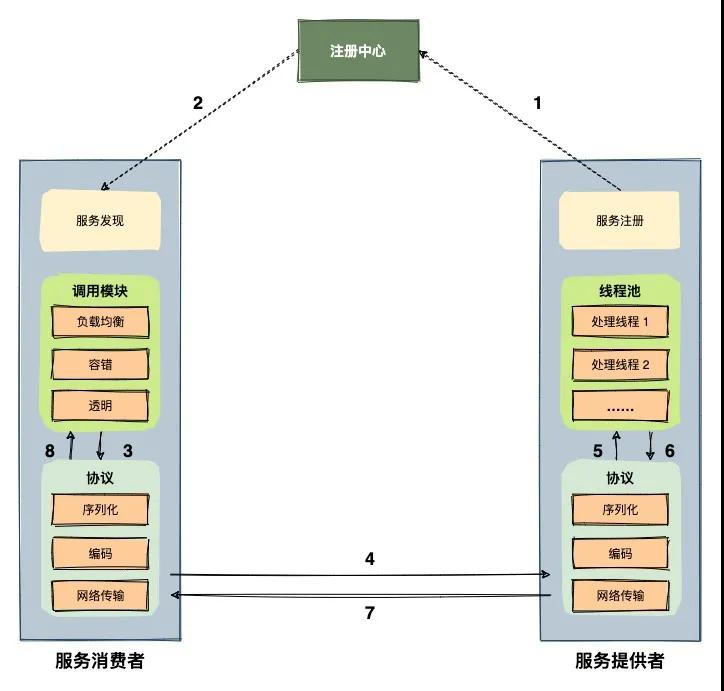 注册中心
2
1
服务发现
服务注册
调用模块
负载均衡
容错
透明
线程池
处理线程 1
处理线程 2
......
8
3
5
6
协议
序列化
编码
网络传输
协议
序列化
编码
网络传输
4
7
服务消费者
服务提供者